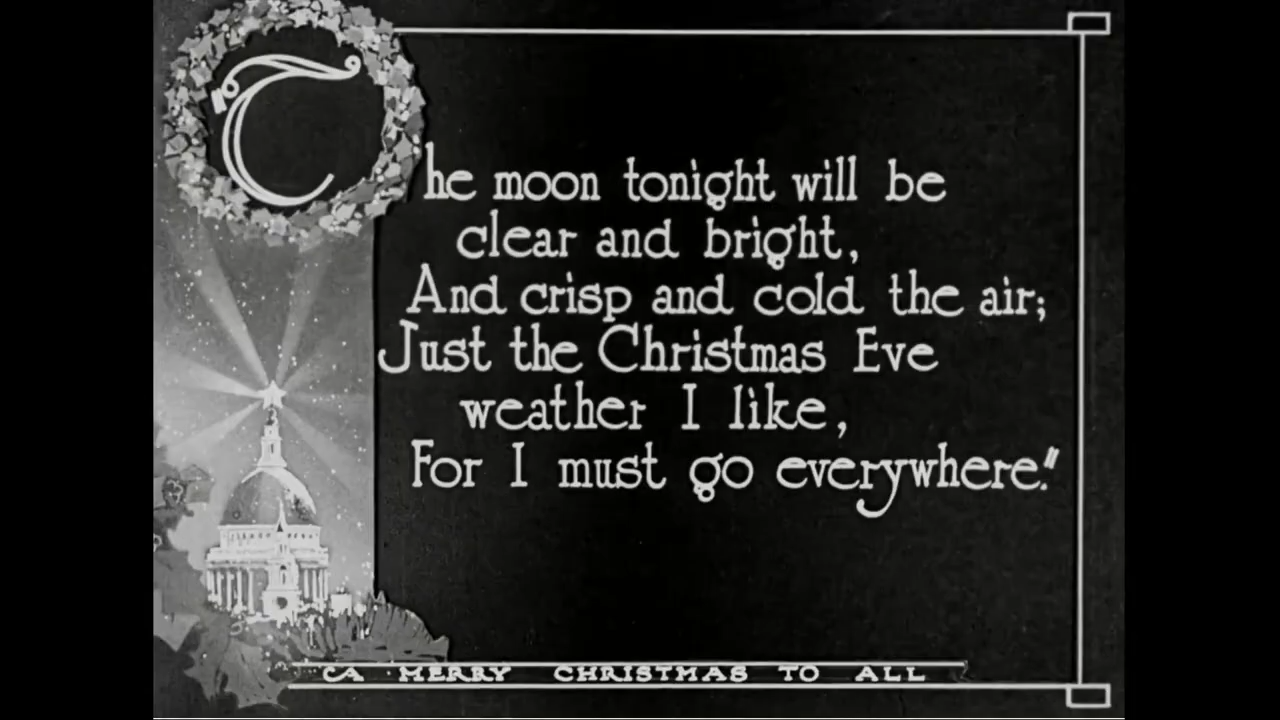 The moon tonight will be
clear and bright,
And crisp and cold the air;
Just the Christmas Eve
weather I like,
For I must go everywhere."
A MERRY CHRISTMAS TO ALL